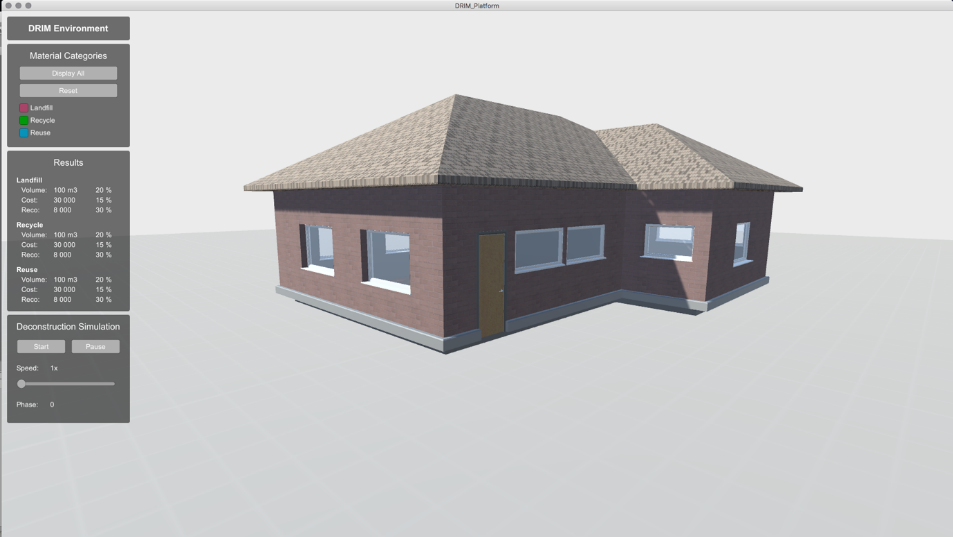 DRIM_Platform
DRIM Environment
Material Categories
Display All
Reset
Landfill
Recycle
Reuse
Results
Landfill
Volume: 100 m3 20 %
Cost: 30 000 15 %
Reco: 8 000 30 %
Recycle
Volume: 100 m3 20 %
Cost: 30 000 15 %
Reco: 8 000 30 %
Reuse
Volume: 100 m3 20 %
Cost: 30 000 15 %
Reco: 8 000 30 %
Deconstruction Simulation
Start Pause
Speed: 1x
Phase: 0